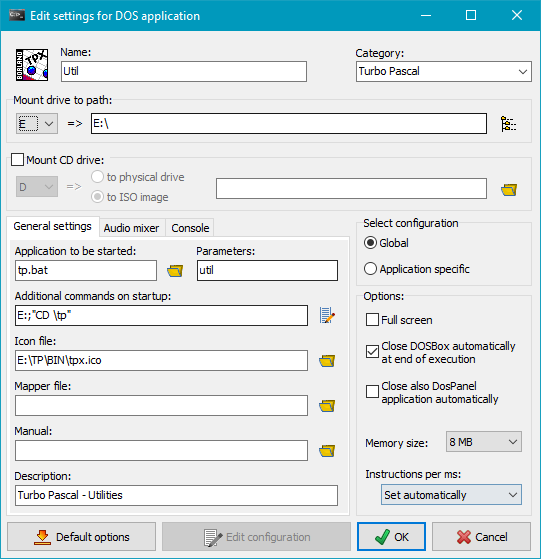 Edit settings for DOS application
BORLAND TPX
Name:
Category:
Util
Turbo Pascal
Mount drive to path:
E => E:\
Mount CD drive:
D => to physical drive
to ISO image
General settings Audio mixer Console
Application to be started: Parameters:
tp.bat util
Additional commands on startup:
E:;"CD \tp"
Icon file:
E:\TP\BIN\tpx.ico
Mapper file:
Manual:
Description:
Turbo Pascal - Utilities
Select configuration
Global
Application specific
Options:
Full screen
Close DOSBox automatically
at end of execution
Close also DosPanel
application automatically
Memory size: 8 MB
Instructions per ms:
Set automatically
Default options Edit configuration OK Cancel